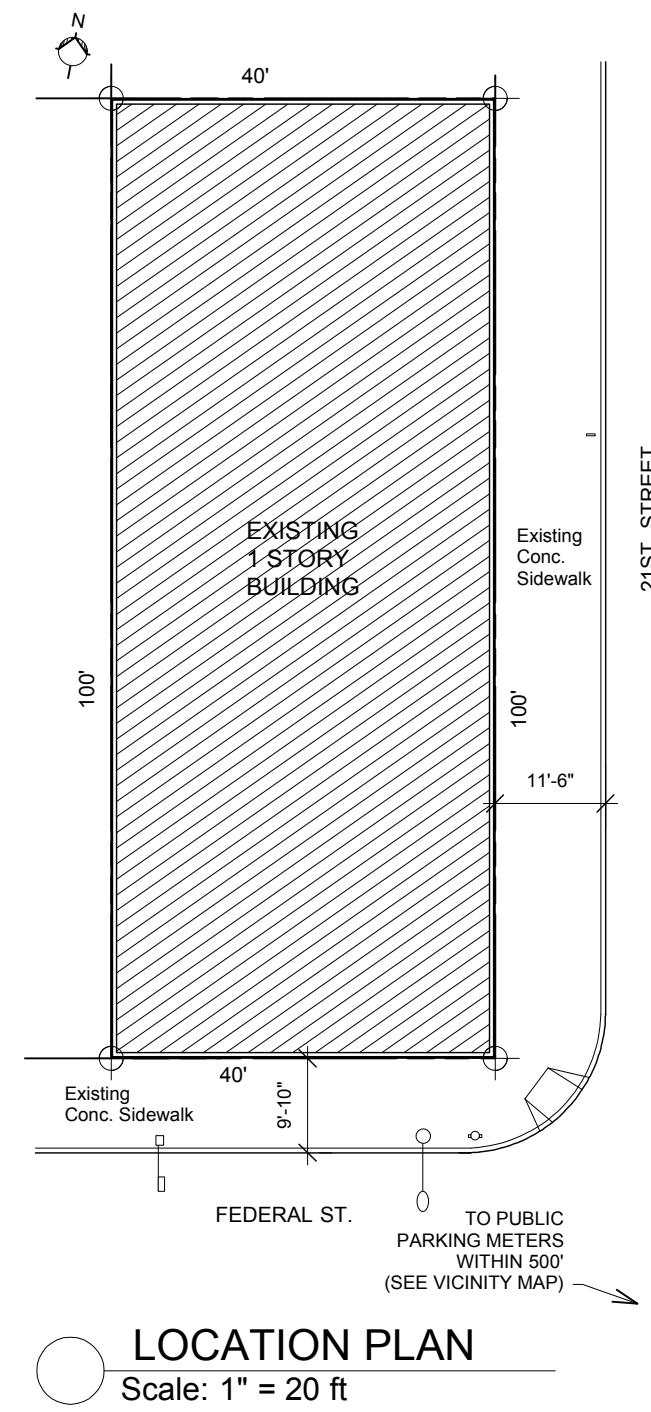 N
40'
EXISTING
1 STORY
BUILDING
Existing
Conc.
Sidewalk
21ST STREET
100'
100'
11'-6"
40'
9'-10"
Existing
Conc. Sidewalk
FEDERAL ST.
TO PUBLIC
PARKING METERS
WITHIN 500'
(SEE VICINITY MAP)
LOCATION PLAN
Scale: 1" = 20 ft